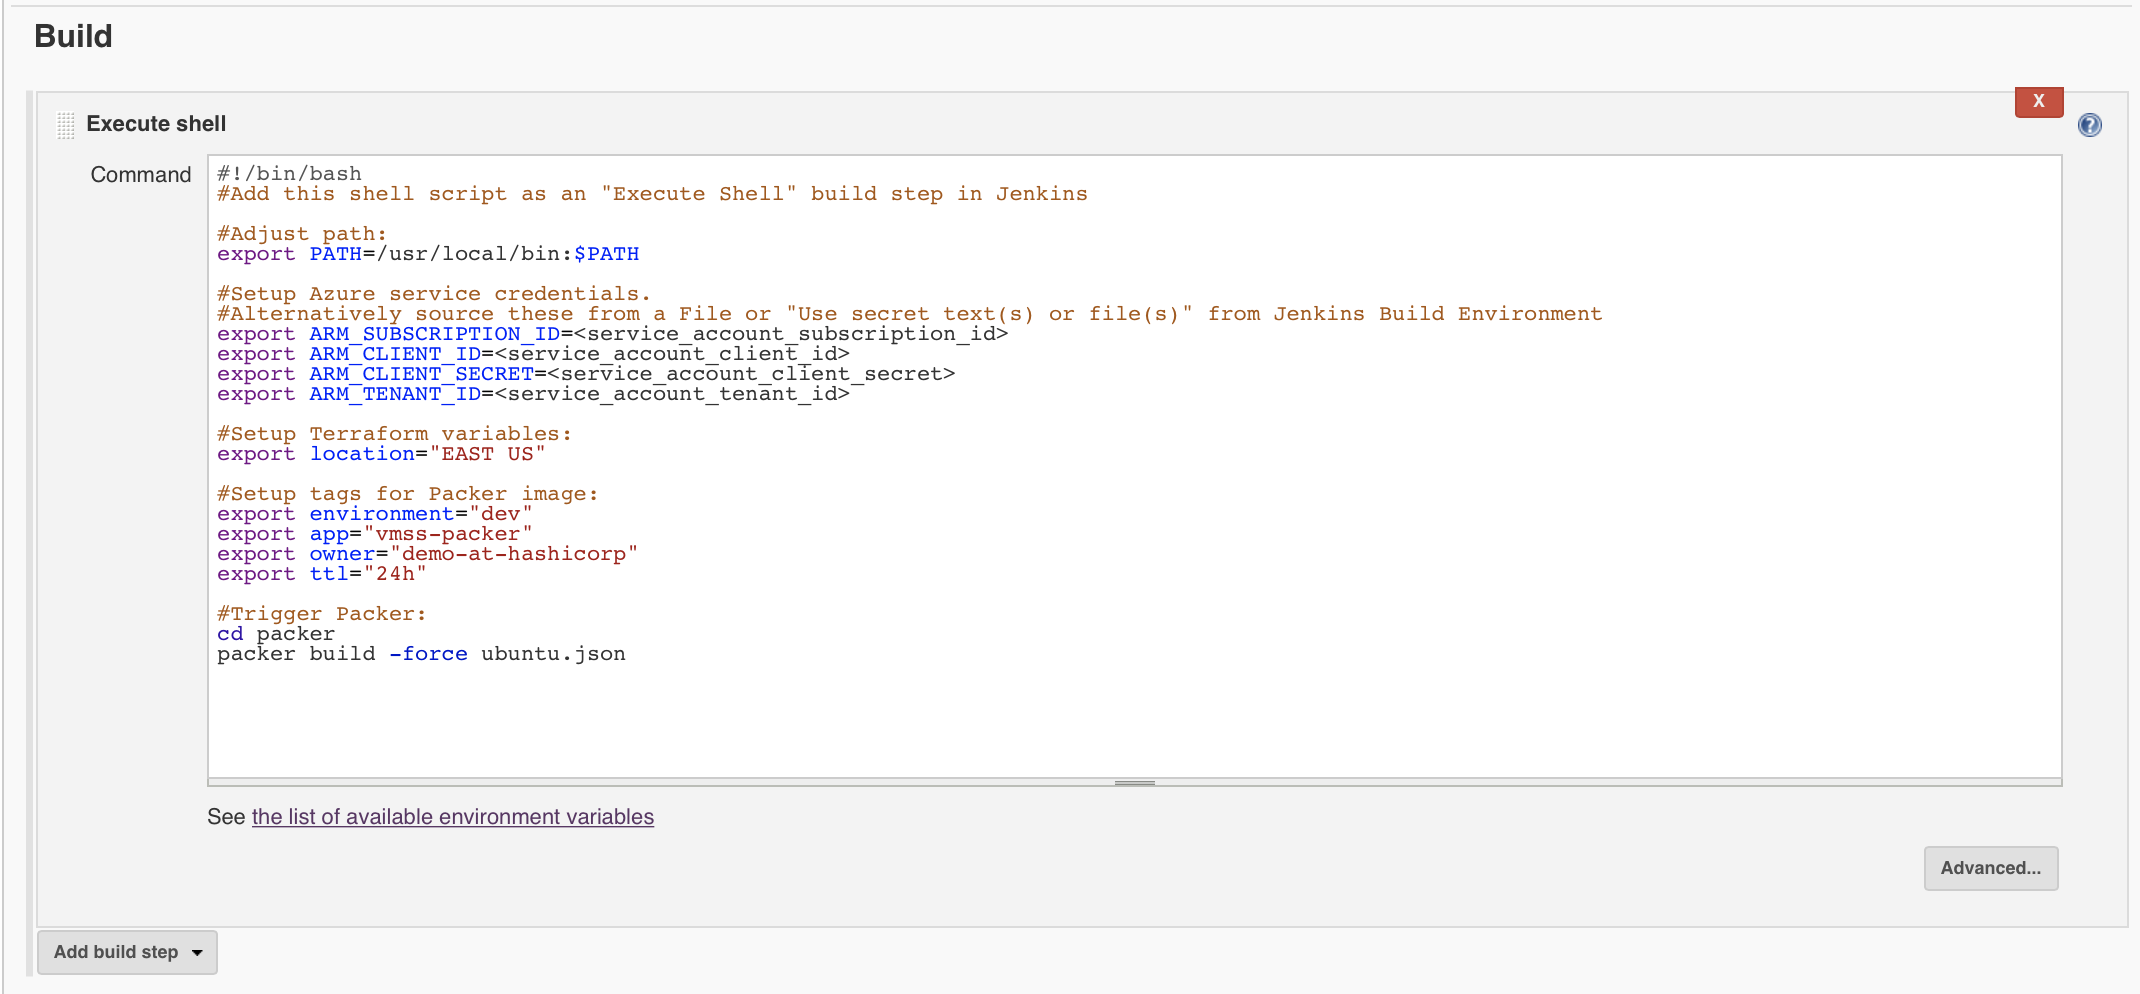 Build
X
Execute shell
?
Command
#!/bin/bash
#Add this shell script as an "Execute Shell" build step in Jenkins
#Adjust path:
export PATH=/usr/local/bin:$PATH
#Setup Azure service credentials.
#Alternatively source these from a File or "Use secret text(s) or file(s)" from Jenkins Build Environment
export ARM_SUBSCRIPTION_ID=<service_account_subscription_id>
export ARM_CLIENT_ID=<service_account_client_id>
export ARM_CLIENT_SECRET=<service_account_client_secret>
export ARM_TENANT_ID=<service_account_tenant_id>
#Setup Terraform variables:
export location="EAST US"
#Setup tags for Packer image:
export environment="dev"
export app="vmss-packer"
export owner="demo-at-hashicorp"
export ttl="24h"
#Trigger Packer:
cd packer
packer build -force ubuntu.json
See the list of available environment variables
Advanced...
Add build step